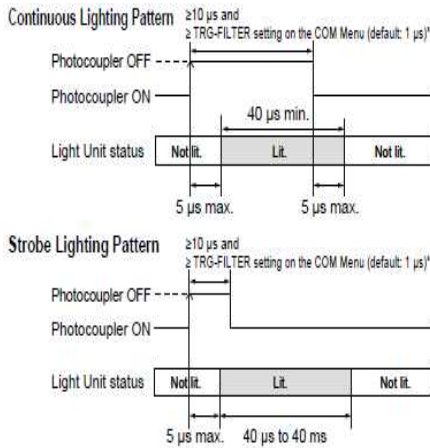 Continuous Lighting Pattern
≥10 µs and
≥ TRG-FILTER setting on the COM Menu (default: 1 µs)*
Photocoupler OFF
Photocoupler ON
40 µs min.
Light Unit status
Not lit.
Lit.
Not lit.
5 µs max.
5 µs max.
Strobe Lighting Pattern
≥10 µs and
≥ TRG-FILTER setting on the COM Menu (default: 1 µs)*
Photocoupler OFF
Photocoupler ON
Light Unit status
Not lit.
Lit.
Not lit.
5 µs max.
40 µs to 40 ms